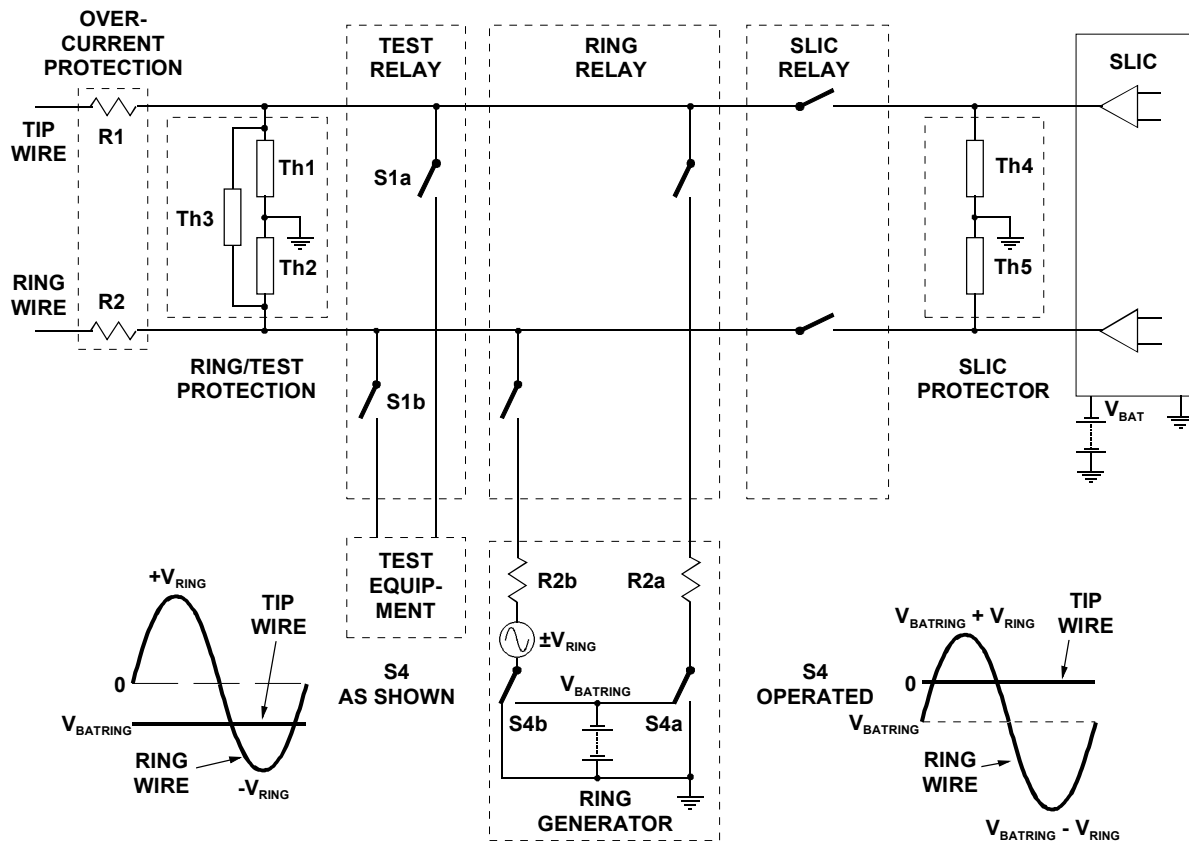 OVER-
CURRENT
PROTECTION
TEST
RELAY
RING
RELAY
SLIC
RELAY
SLIC
TIP
WIRE
R1
Th1
Th3
Th2
S1a
Th4
Th5
RING
WIRE
R2
RING/TEST
PROTECTION
S1b
SLIC
PROTECTOR
VBAT
TEST
EQUIP-
MENT
R2b
R2a
±VRING
VBATRING
S4b
S4a
RING
GENERATOR
+VRING
TIP
WIRE
0
VBATRING
RING
WIRE
-VRING
S4
AS SHOWN
S4
OPERATED
VBATRING + VRING
TIP
WIRE
0
VBATRING
RING
WIRE
VBATRING - VRING